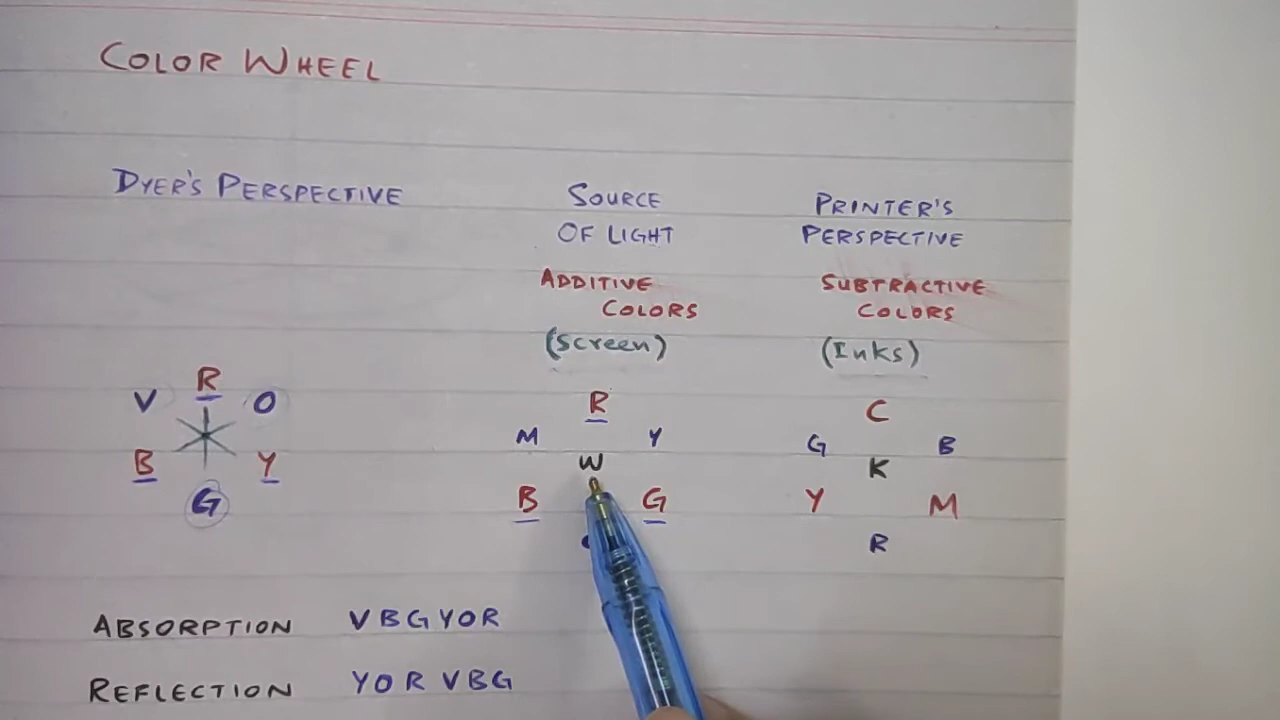 COLOR WHEEL
DYER'S PERSPECTIVE
SOURCE
OF LIGHT
PRINTER'S
PERSPECTIVE
ADDITIVE
COLORS
SUBTRACTIVE
COLORS
(Screen)
(Inks)
R
V O
B Y
G
R
M Y
W
B G
C
G B
K
Y M
R
ABSORPTION VBGYOR
REFLECTION YOR VBG